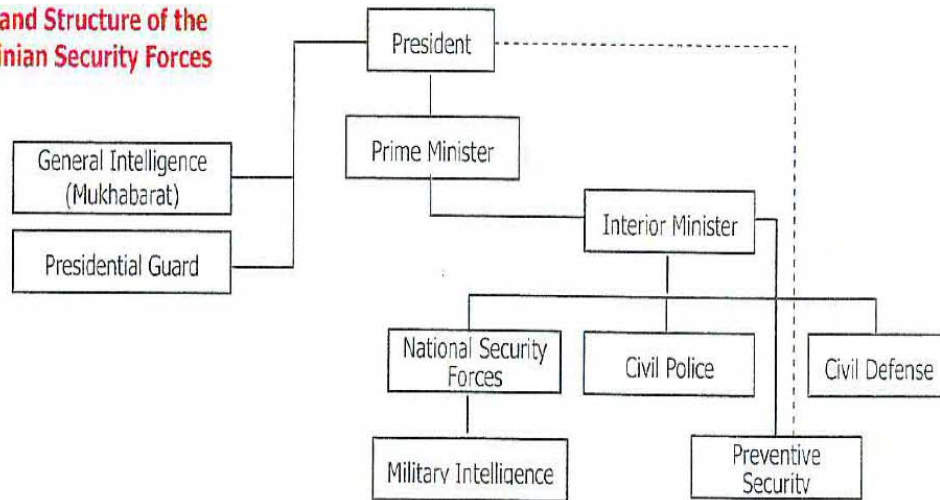 and Structure of the
inian Security Forces
President
General Intelligence
(Mukhabarat)
Prime Minister
Presidential Guard
Interior Minister
National Security
Forces
Civil Police
Civil Defense
Military Intelligence
Preventive
Security